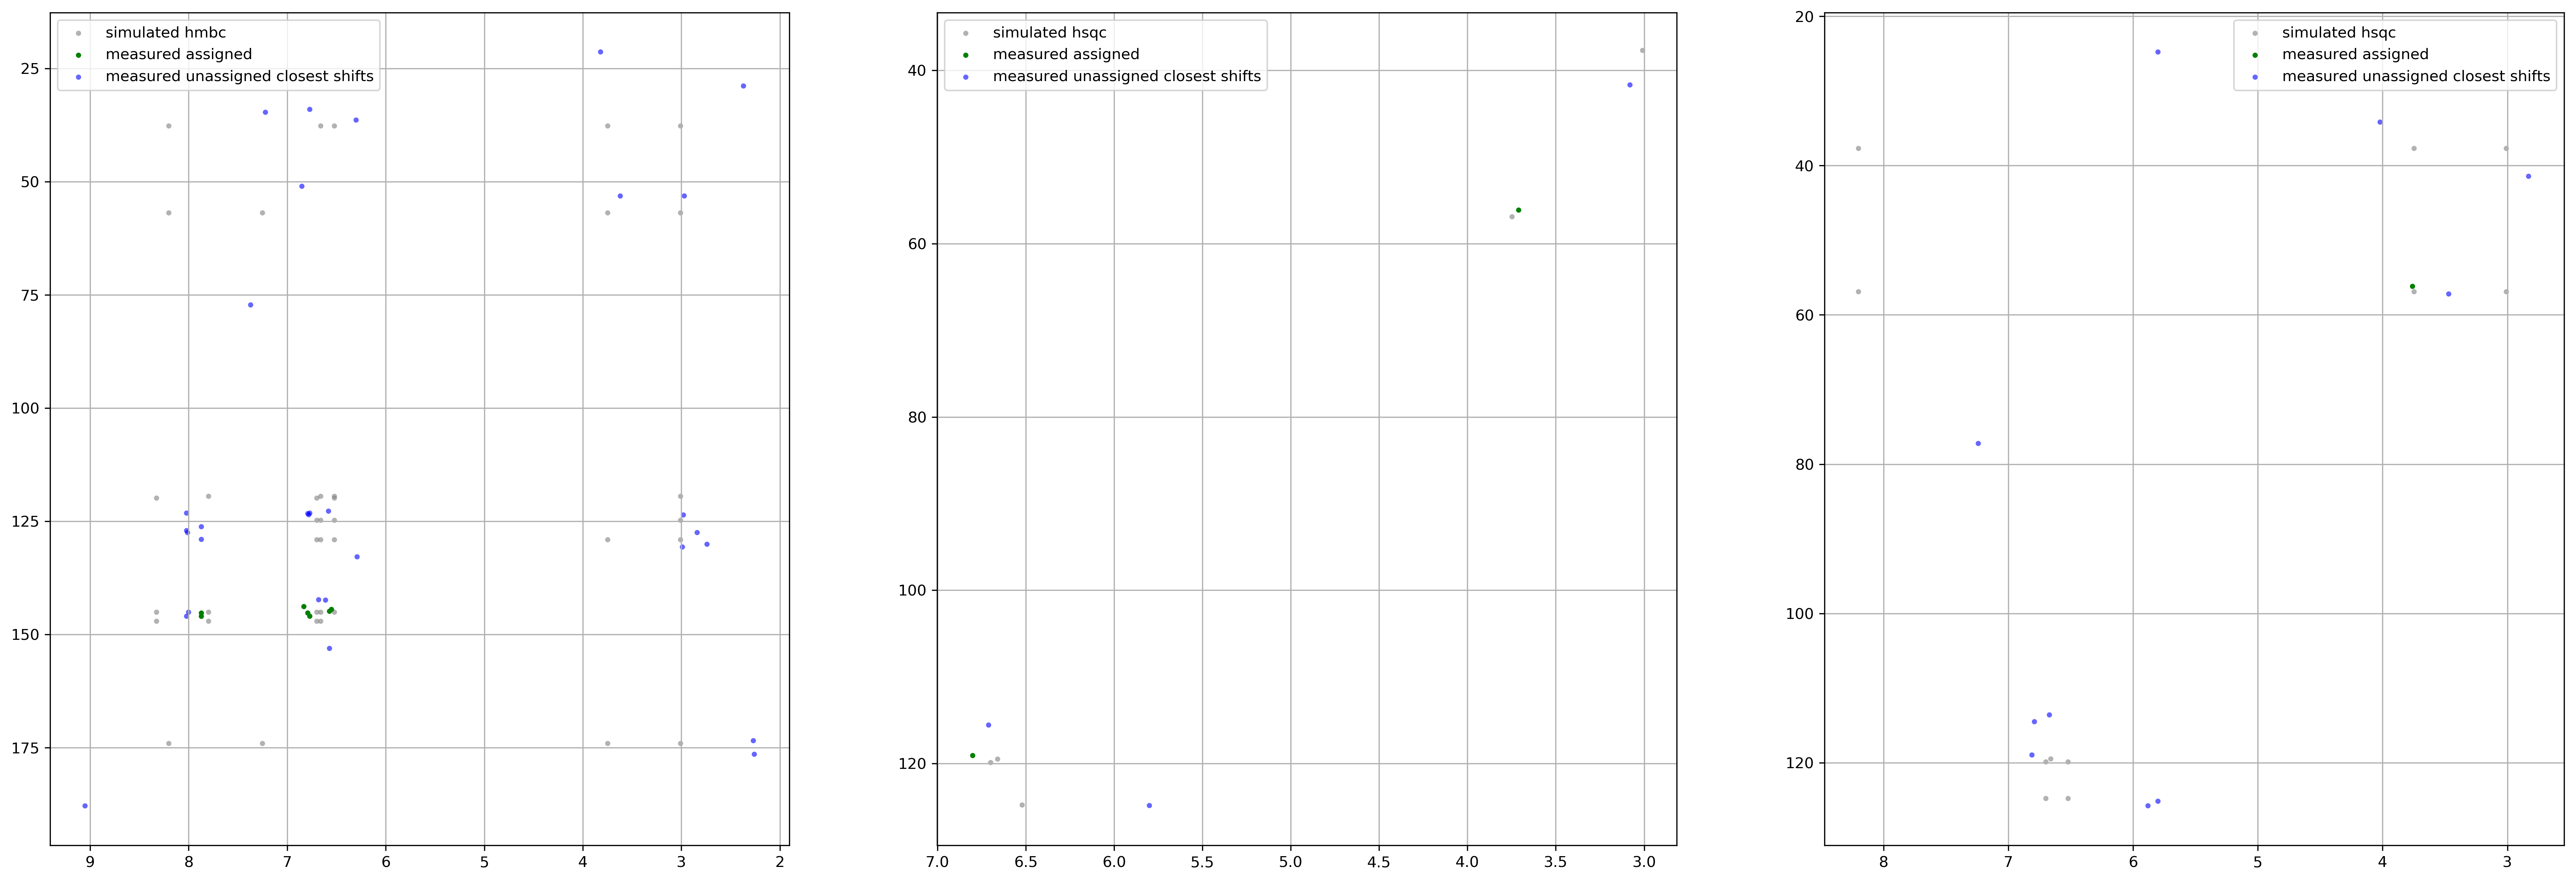 simulated hmbc
measured assigned
measured unassigned closest shifts
25
50
75
100
125
150
175
9 8 7 6 5 4 3 2
simulated hsqc
measured assigned
measured unassigned closest shifts
40
60
80
100
120
7.0 6.5 6.0 5.5 5.0 4.5 4.0 3.5 3.0
simulated hsqc
measured assigned
measured unassigned closest shifts
20
40
60
80
100
120
8 7 6 5 4 3